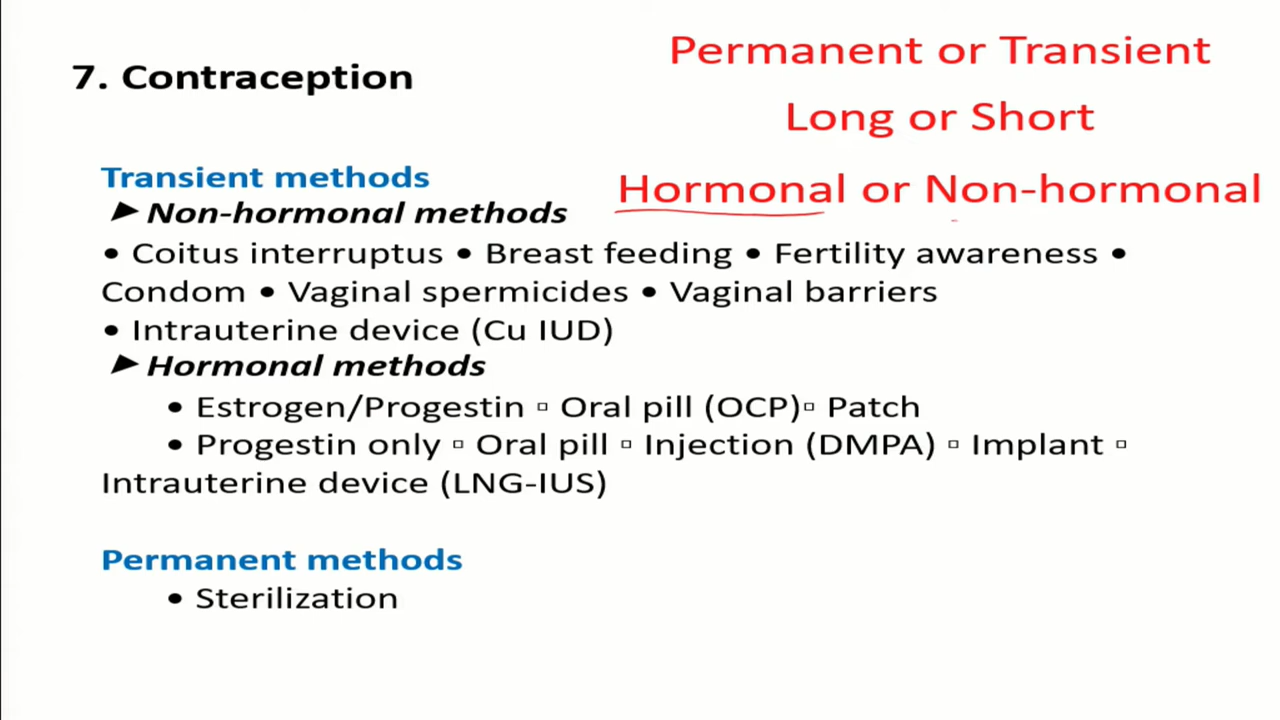 Permanent or Transient
7. Contraception
Long or Short
Transient methods
Hormonal or Non-hormonal
➤ Non-hormonal methods
• Coitus interruptus • Breast feeding • Fertility awareness •
Condom • Vaginal spermicides • Vaginal barriers
• Intrauterine device (Cu IUD)
➤ Hormonal methods
• Estrogen/Progestin ▫ Oral pill (OCP)▫ Patch
• Progestin only ▫ Oral pill ▫ Injection (DMPA) ▫ Implant ▫
Intrauterine device (LNG-IUS)
Permanent methods
• Sterilization